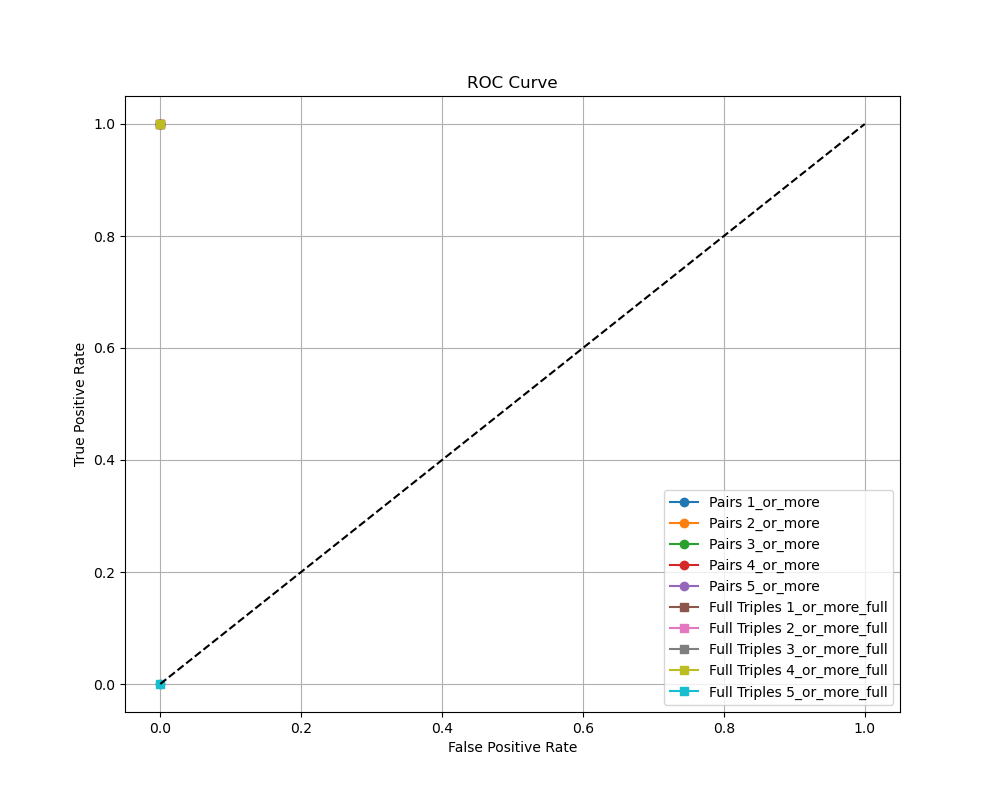 ROC Curve
True Positive Rate
1.0
0.8
0.6
0.4
0.2
0.0
Pairs 1_or_more
Pairs 2_or_more
Pairs 3_or_more
Pairs 4_or_more
Pairs 5_or_more
Full Triples 1_or_more_full
Full Triples 2_or_more_full
Full Triples 3_or_more_full
Full Triples 4_or_more_full
Full Triples 5_or_more_full
0.0 0.2 0.4 0.6 0.8 1.0
False Positive Rate